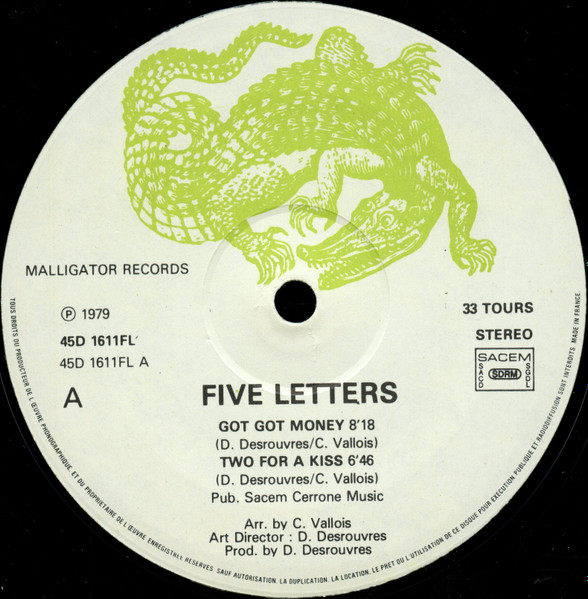 MALLIGATOR RECORDS
℗ 1979
45D 1611FL
45D 1611FL A
A
33 TOURS
STEREO
SACEM
SACD SDRM SGDL
FIVE LETTERS
GOT GOT MONEY 8'18
(D. Desrouvres/C. Vallois)
TWO FOR A KISS 6'46
(D. Desrouvres/C. Vallois)
Pub. Sacem Cerrone Music
Arr. by C. Vallois
Art Director : D. Desrouvres
Prod. by D. Desrouvres
TOUS DROITS DU PRODUCTEUR DE L'ŒUVRE PHONOGRAPHIQUE ET DU PROPRIETAIRE DE L'ŒUVRE ENREGISTREE RESERVES. SAUF AUTORISATION, LA DUPLICATION, LA LOCATION, LE PRET OU L'UTILISATION DE CE DISQUE POUR EXECUTION PUBLIQUE ET RADIODIFFUSION SONT INTERDITS. MADE IN FRANCE.